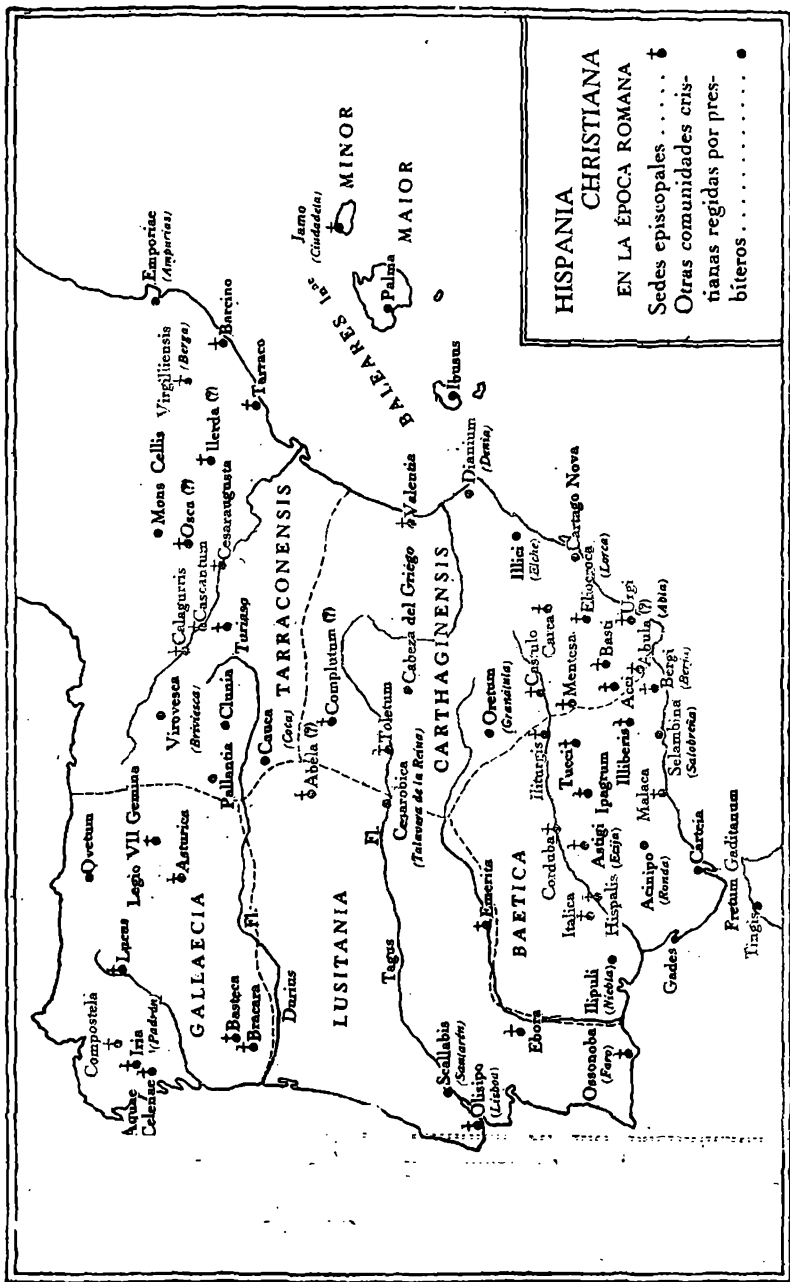 HISPANIA
CHRISTIANA
EN LA ÉPOCA ROMANA
Sedes episcopales .....
Otras comunidades cris-
tianas regidas por pres-
bíteros ............
Compostela
Aquae
Celenae
Iria
(Padrón)
Lucus
Ovetum
Legio VII Gemina
Asturica
GALLAECIA
Basteca
Bracara
Durius
Fl.
Pallantia
Virovesca
(Briviesca)
Clunia
Cauca
(Coca)
Calagurris
Cascantum
Turiaso
Mons Cellis
Osca (?)
Cesaraugusta
Ilerda (?)
Virgiliensis
(Berga)
Emporiae
(Ampurias)
Barcino
Tarraco
TARRACONENSIS
BALEARES
Jamo
(Ciudadela)
MINOR
MAIOR
Palma
Ibusus
LUSITANIA
Abela (?)
Complutum (?)
Toletum
Cesarobica
(Talavera de la Reina)
Tagus
Fl.
Scallabis
(Santarén)
Olisipo
(Lisboa)
Cabeza del Griego
Valentia
Dianium
(Denia)
CARTHAGINENSIS
Oretum
(Granátula)
Emerita
Ebora
BAETICA
Ossonoba
(Faro)
Ilipuli
(Niebla)
Italica
Hispalis
Corduba
Astigi
(Ecija)
Iliturgis
Tucci
Ipagrum
Illiberis
Castulo
Mentesa
Carca
Acci
Basti
Illici
(Elche)
Cartago Nova
Eliocroca
(Lorca)
Urgi
Abula (?)
(Abla)
Bergi
(Berja)
Selambina
(Salobreña)
Malaca
Acinipo
(Ronda)
Carteia
Gades
Fretum Gaditanum
Tingis